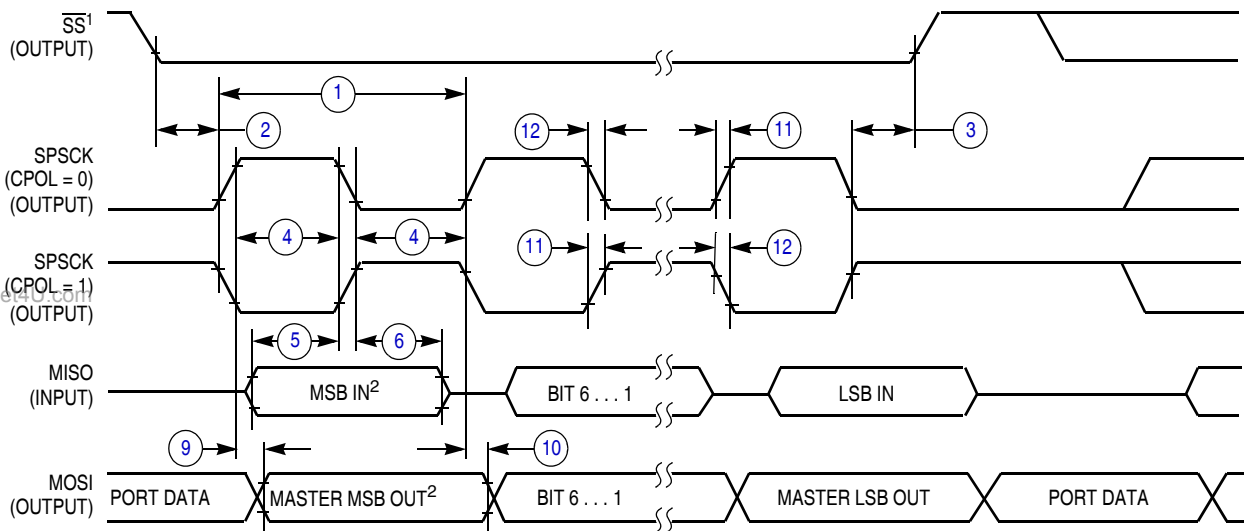 SS1
(OUTPUT)
1
2
12
11
3
SPSCK
(CPOL = 0)
(OUTPUT)
4
4
11
12
SPSCK
(CPOL = 1)
et4U.com
(OUTPUT)
5
6
MISO
(INPUT)
MSB IN2
BIT 6 . . . 1
LSB IN
9
10
MOSI
(OUTPUT)
PORT DATA
MASTER MSB OUT2
BIT 6 . . . 1
MASTER LSB OUT
PORT DATA